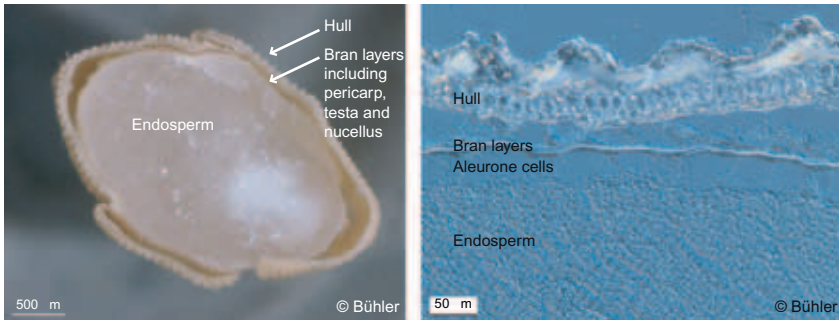 Hull
Bran layers
including
pericarp,
testa and
nucellus
Endosperm
500 m
© Bühler
Hull
Bran layers
Aleurone cells
Endosperm
50 m
© Bühler